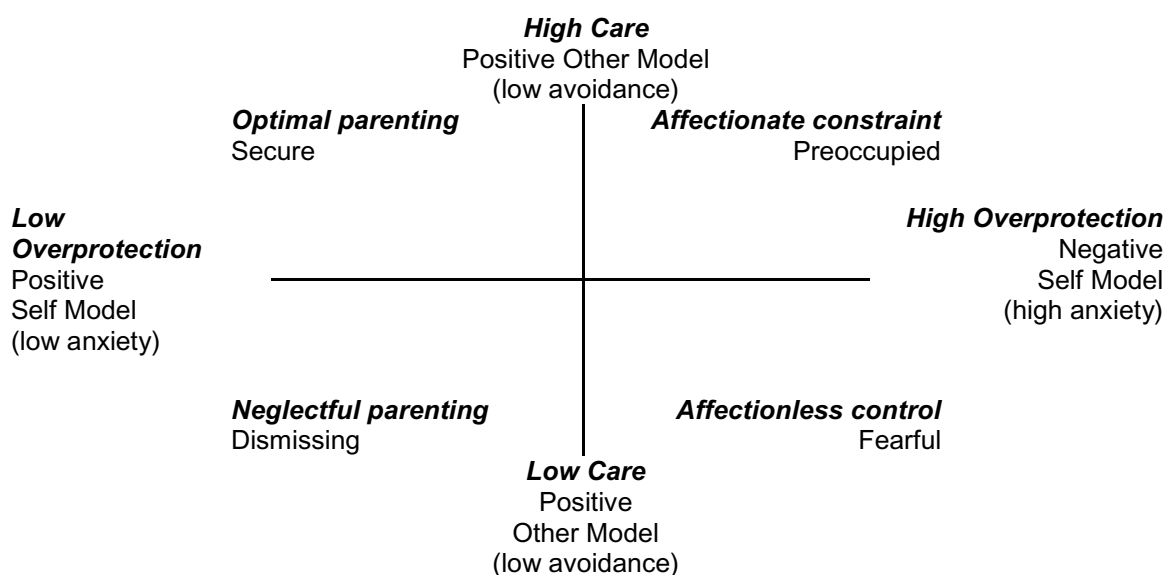 High Care
Positive Other Model
(low avoidance)
Optimal parenting
Secure
Affectionate constraint
Preoccupied
Low
Overprotection
Positive
Self Model
(low anxiety)
High Overprotection
Negative
Self Model
(high anxiety)
Neglectful parenting
Dismissing
Affectionless control
Fearful
Low Care
Positive
Other Model
(low avoidance)